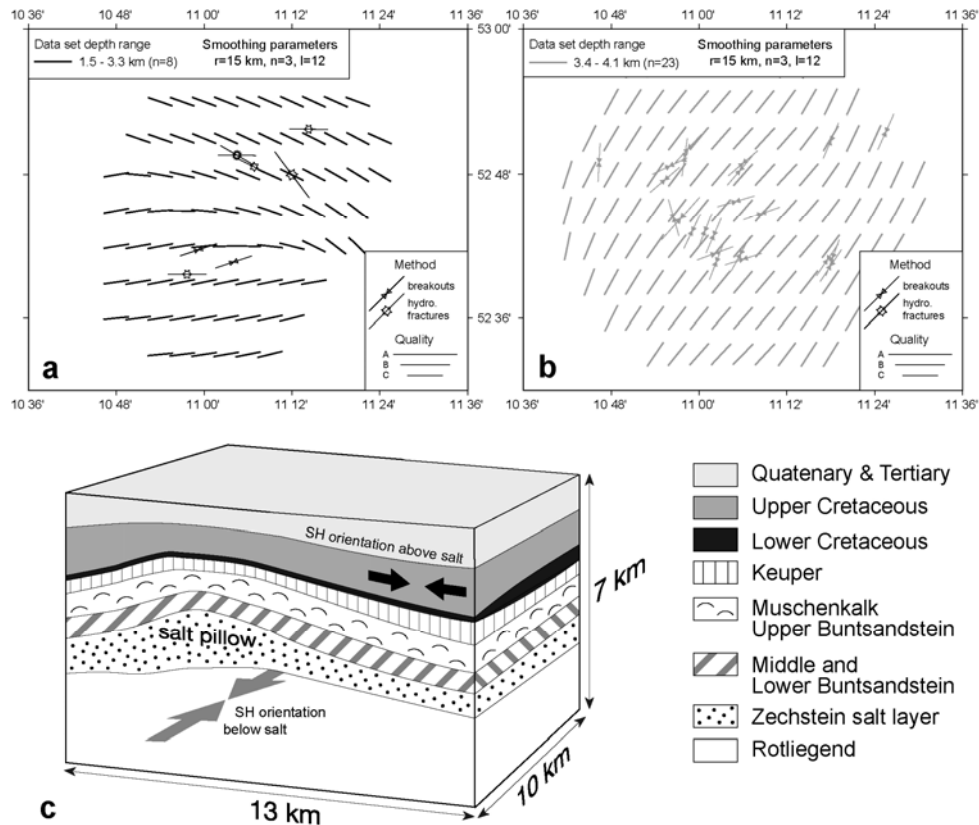 10 36' 10 48' 11 00' 11 12' 11 24' 11 36'
Data set depth range
1.5 - 3.3 km (n=8)
Smoothing parameters
r=15 km, n=3, l=12
Method
breakouts
hydro.
fractures
Quality
A
B
C
a
10 36' 10 48' 11 00' 11 12' 11 24' 11 36'
10 48' 11 00' 11 12' 11 24' 11 36'
53 00'
52 48'
52 36'
Data set depth range
3.4 - 4.1 km (n=23)
Smoothing parameters
r=15 km, n=3, l=12
Method
breakouts
hydro.
fractures
Quality
A
B
C
b
10 36' 10 48' 11 00' 11 12' 11 24' 11 36'
SH orientation above salt
salt pillow
SH orientation
below salt
7 km
10 km
13 km
c
Quatenary & Tertiary
Upper Cretaceous
Lower Cretaceous
Keuper
Muschenkalk
Upper Buntsandstein
Middle and
Lower Buntsandstein
Zechstein salt layer
Rotliegend